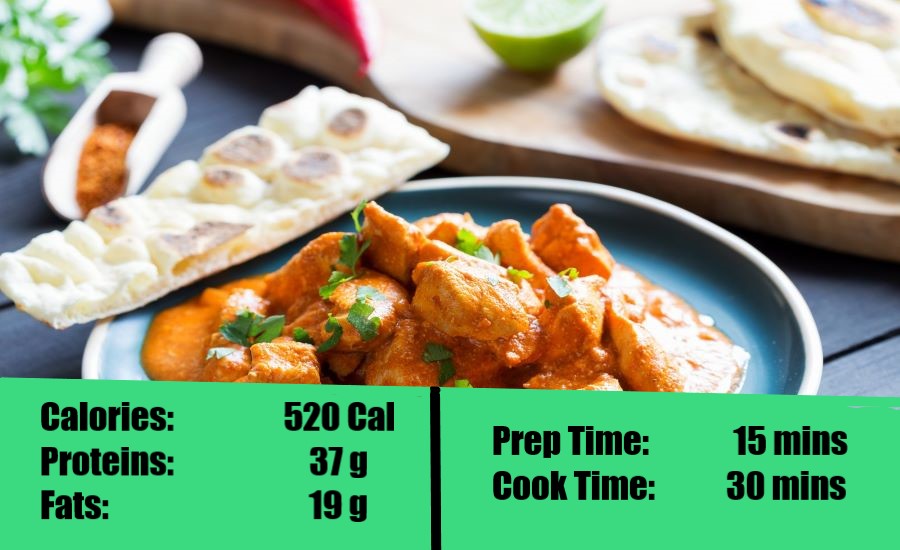 Calories: 520 Cal
Proteins: 37 g
Fats: 19 g
Prep Time: 15 mins
Cook Time: 30 mins